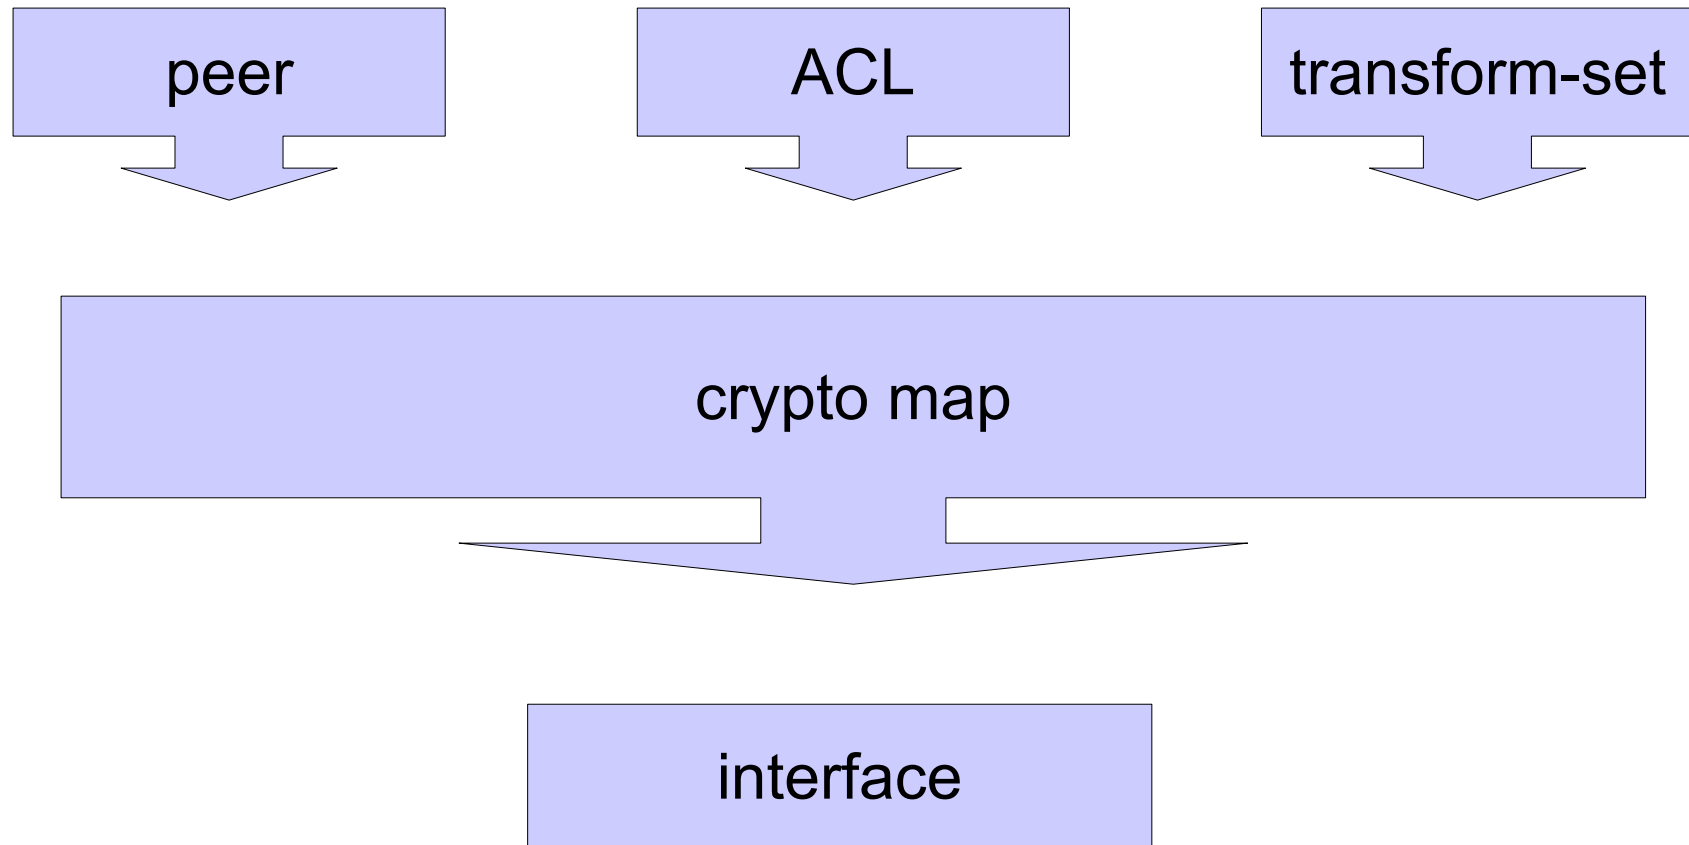 peer
ACL
transform-set
crypto map
interface